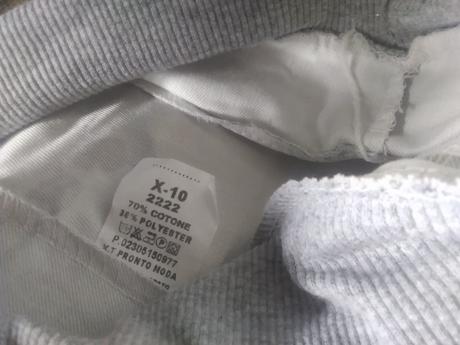 X-10
2222
70% COTONE
30% POLYESTER
P.02305150977
M.T PRONTO MODA